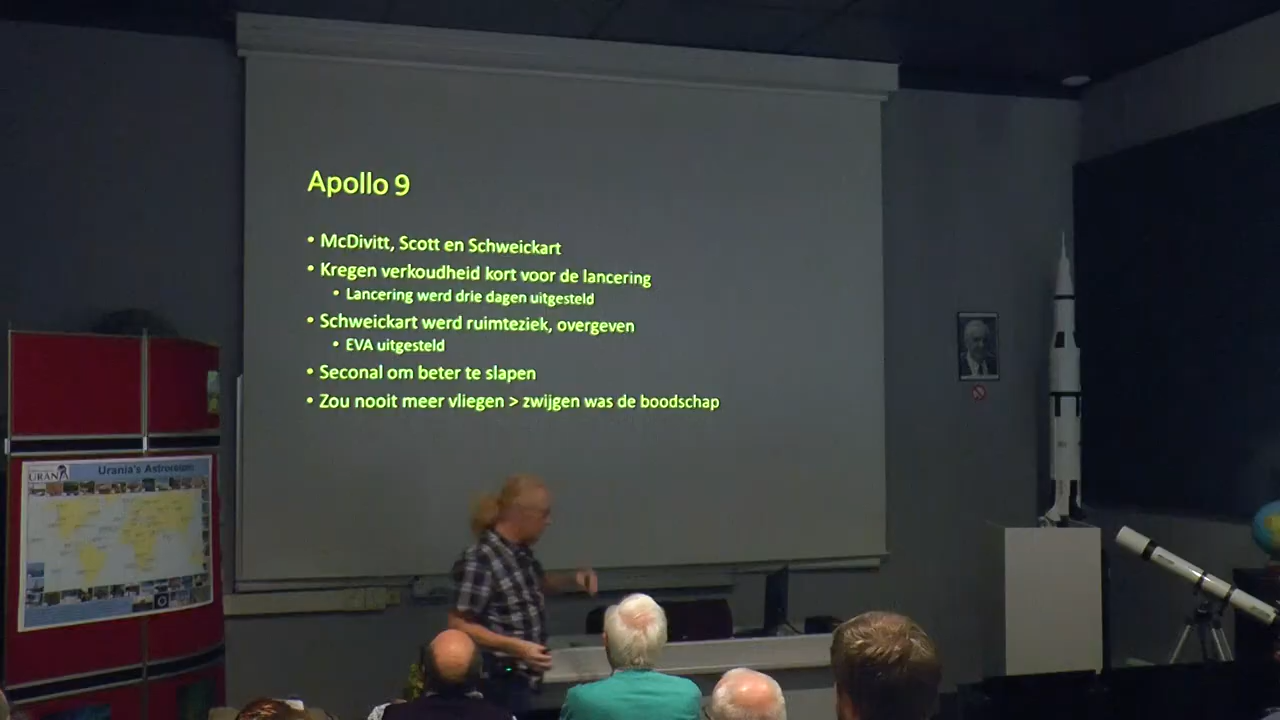 Apollo 9
• McDivitt, Scott en Schweickart
• Kregen verkoudheid kort voor de lancering
• Lancering werd drie dagen uitgesteld
• Schweickart werd ruimteziek, overgeven
• EVA uitgesteld
• Seconal om beter te slapen
• Zou nooit meer vliegen > zwijgen was de boodschap
URANIA
Urania's Astroreizen